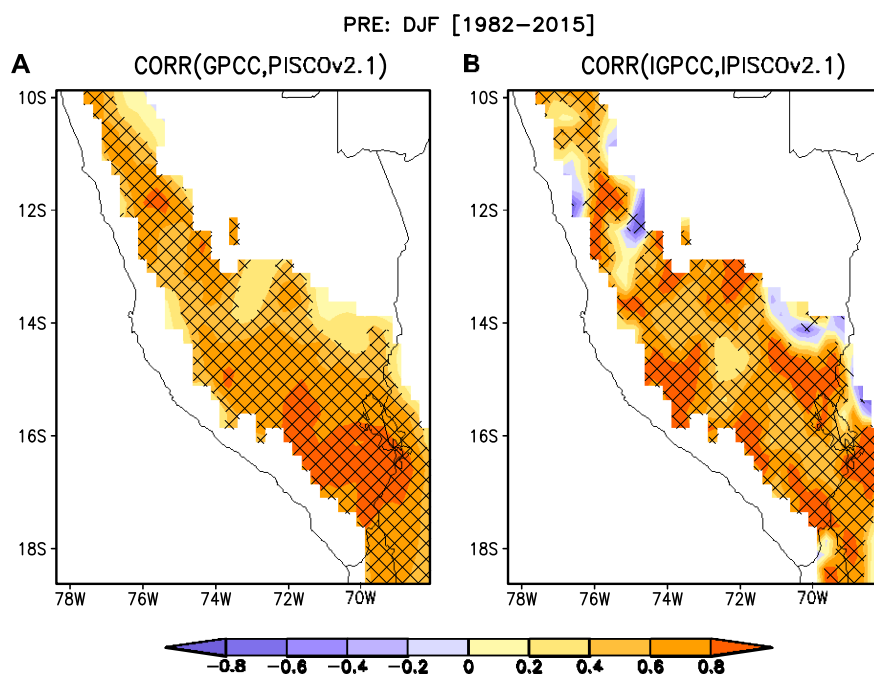 PRE: DJF [1982-2015]
A CORR(GPCC,PISCOv2.1)
B CORR(IGPCC,IPISCOv2.1)
10S
12S
14S
16S
18S
78W 76W 74W 72W 70W
10S
12S
14S
16S
18S
78W 76W 74W 72W 70W
-0.8 -0.6 -0.4 -0.2 0 0.2 0.4 0.6 0.8